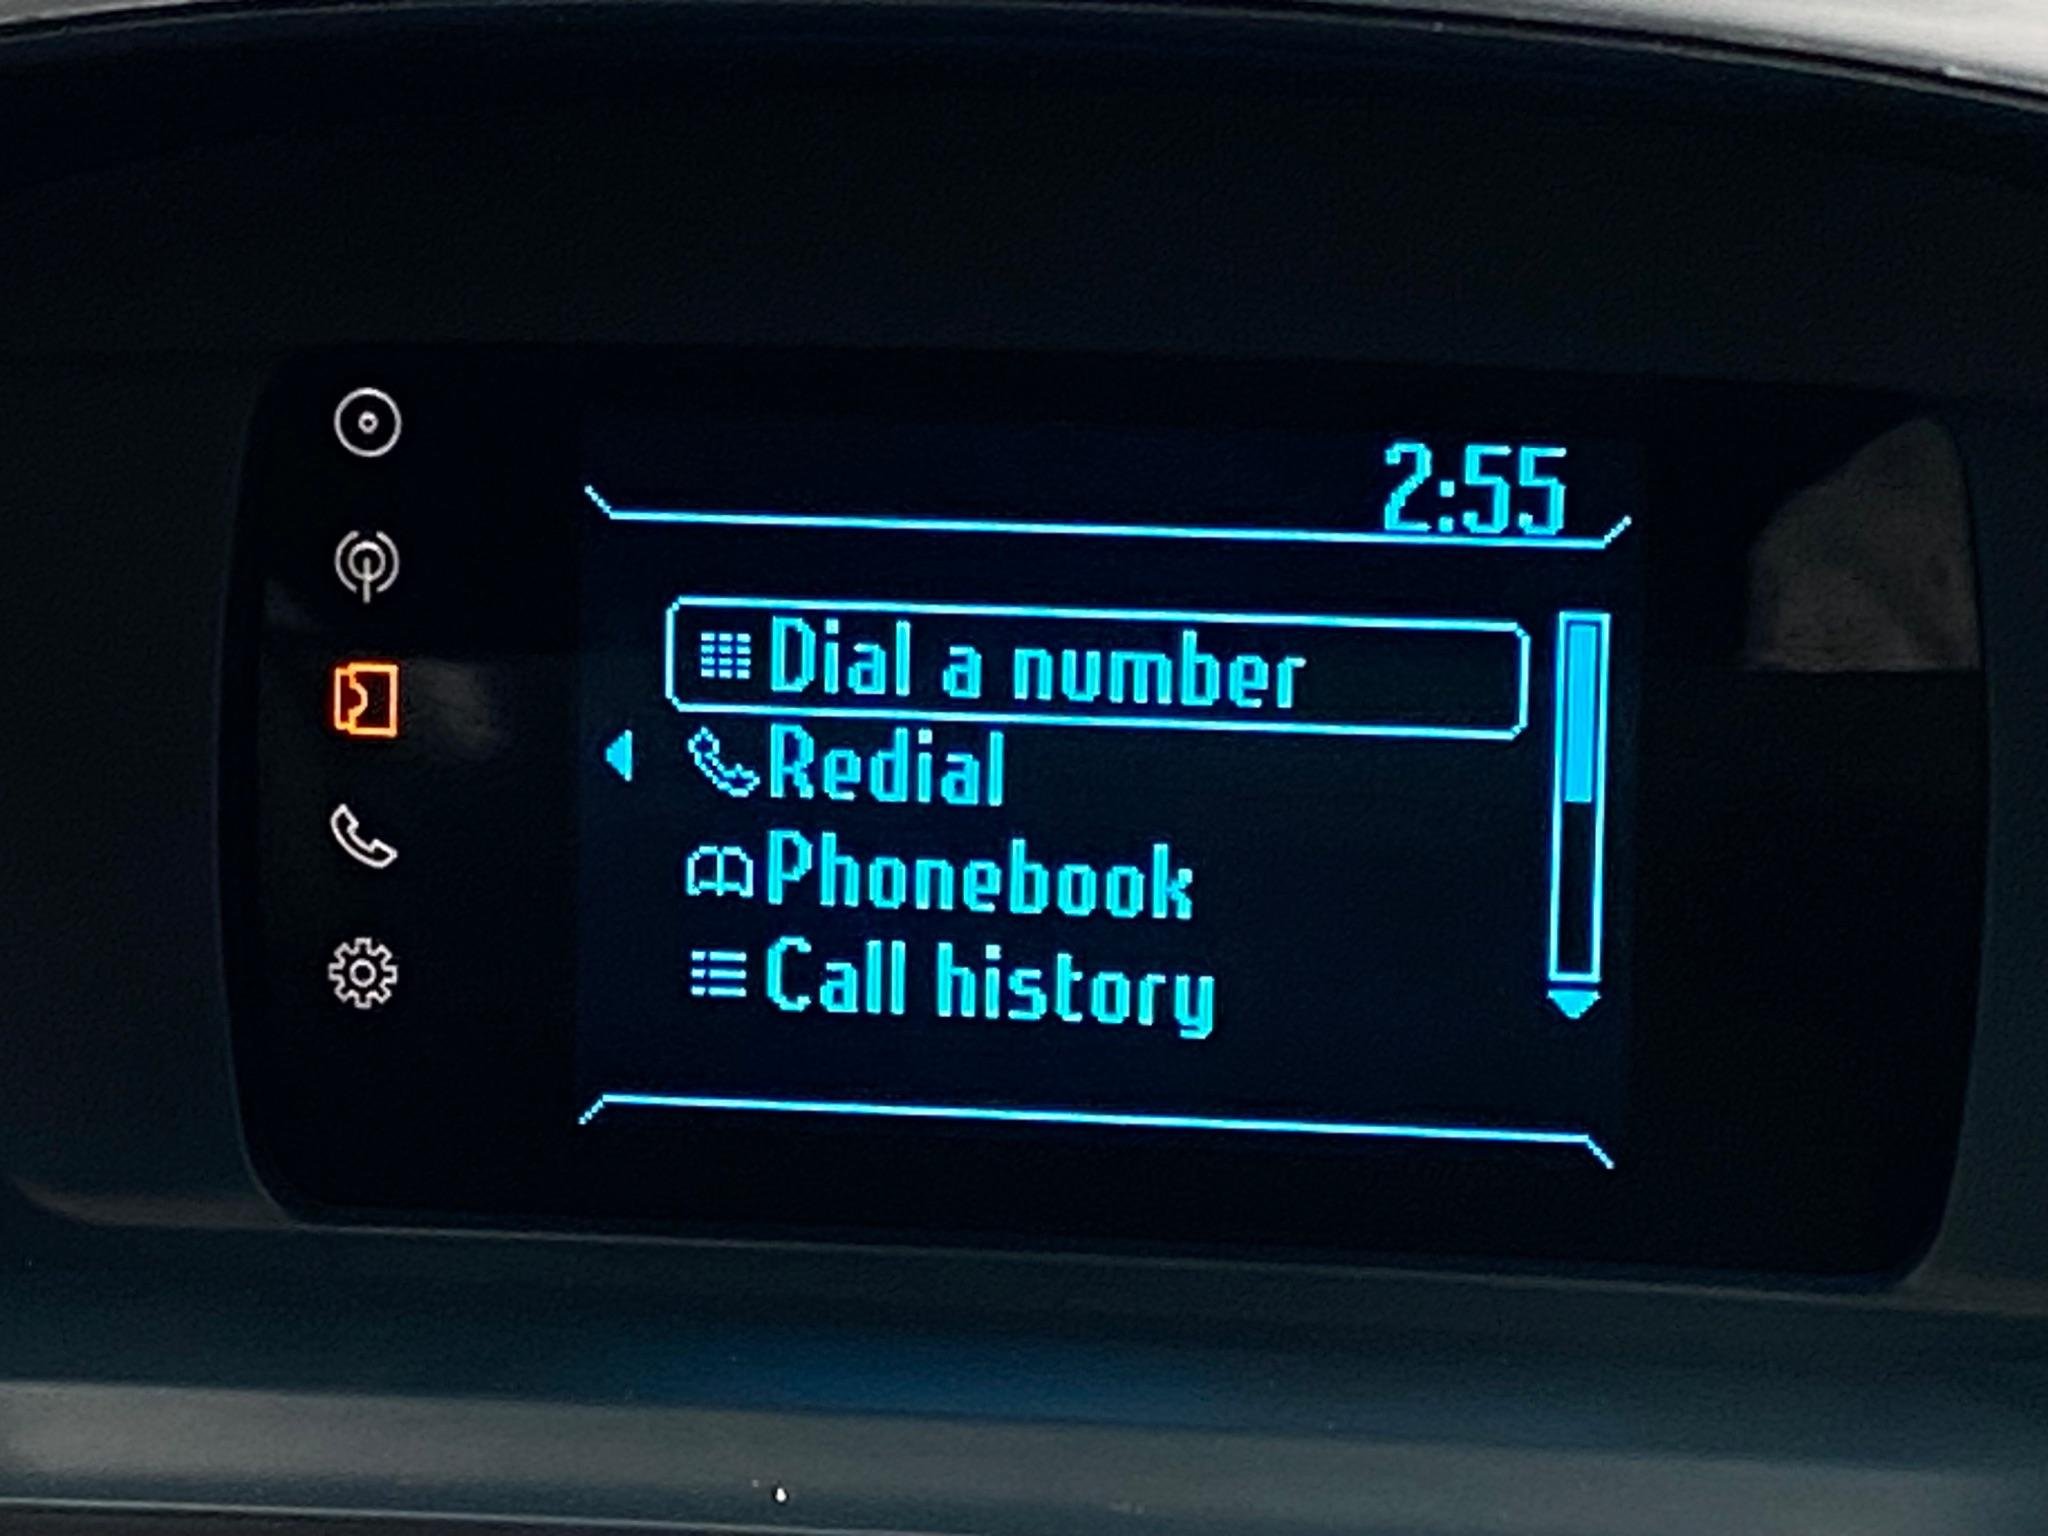 2:55
Dial a number
Redial
Phonebook
Call history